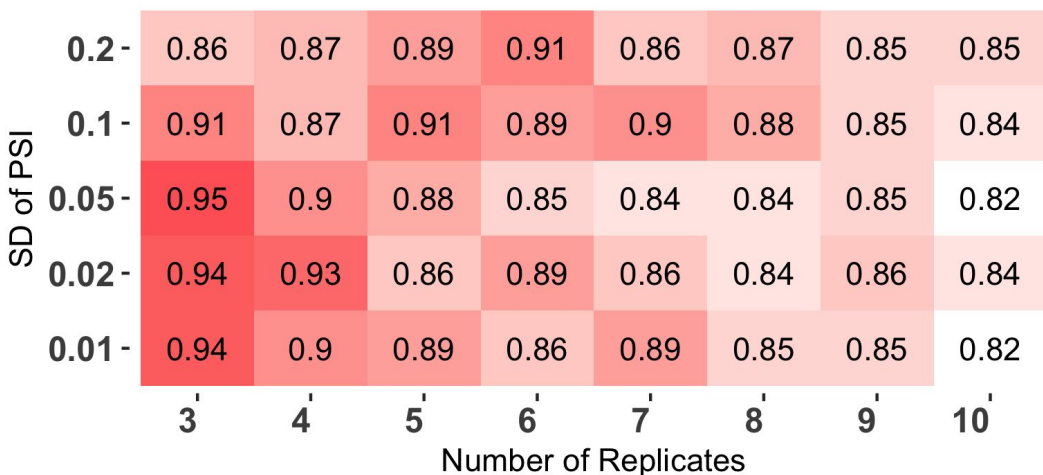 0.2 0.86 0.87 0.89 0.91 0.86 0.87 0.85 0.85
0.1 0.91 0.87 0.91 0.89 0.9 0.88 0.85 0.84
0.05 0.95 0.9 0.88 0.85 0.84 0.84 0.85 0.82
0.02 0.94 0.93 0.86 0.89 0.86 0.84 0.86 0.84
0.01 0.94 0.9 0.89 0.86 0.89 0.85 0.85 0.82
SD of PSI
3 4 5 6 7 8 9 10
Number of Replicates